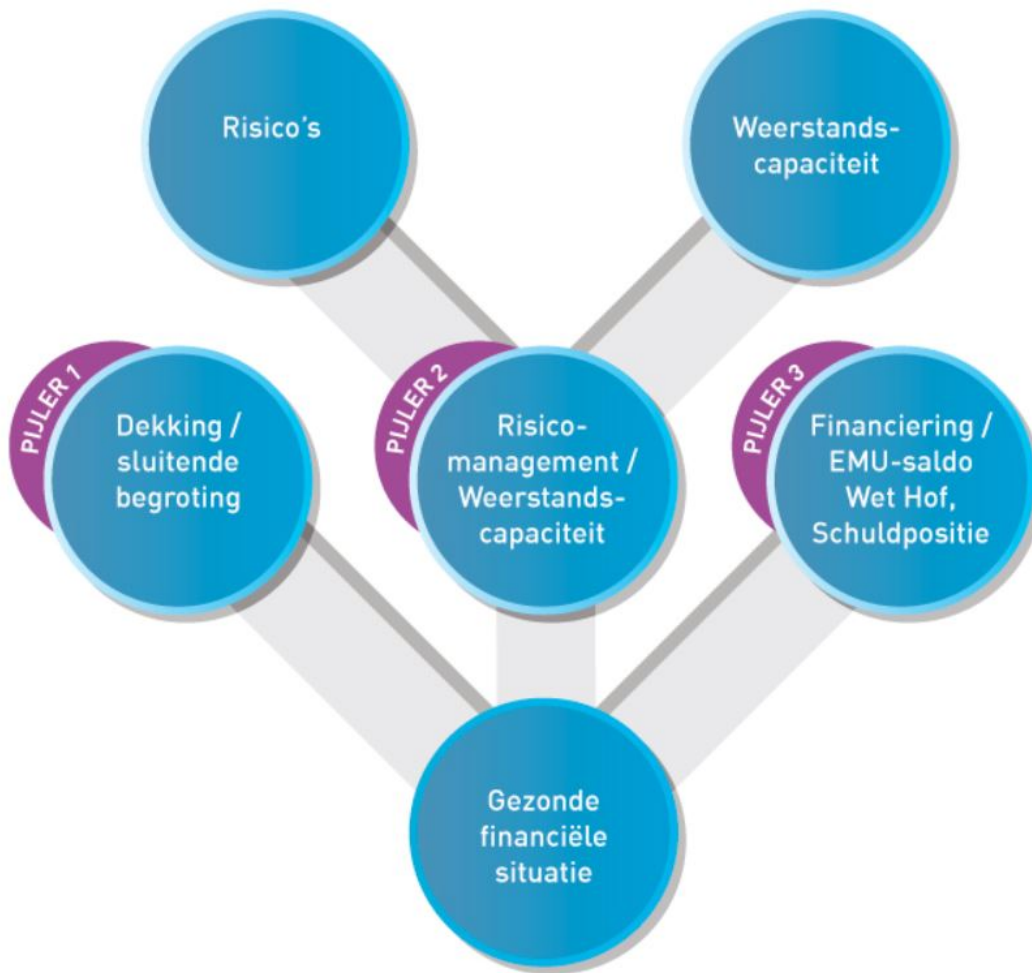 Risico's
Weerstands-
capaciteit
PIJLER 1
Dekking /
sluitende
begroting
PIJLER 2
Risico-
management /
Weerstands-
capaciteit
PIJLER 3
Financiering /
EMU-saldo
Wet Hof,
Schuldpositie
Gezonde
financiële
situatie